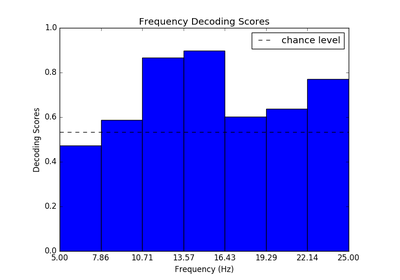 Frequency Decoding Scores
chance level
1.0
0.8
0.6
0.4
0.2
0.0
Decoding Scores
5.00 7.86 10.71 13.57 16.43 19.29 22.14 25.00
Frequency (Hz)